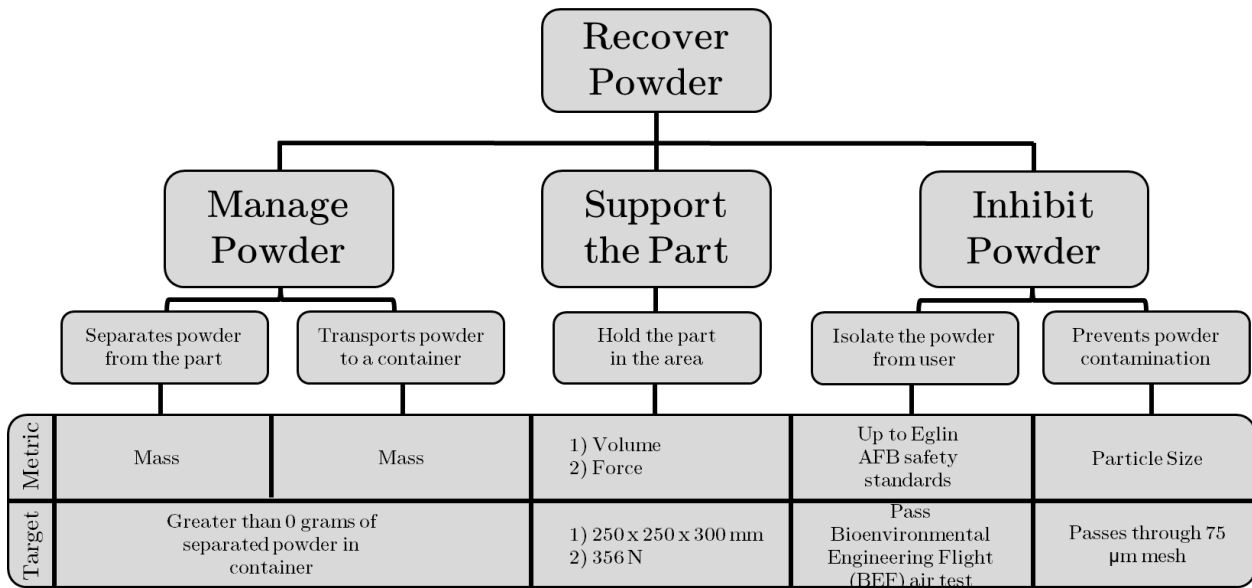 Recover
Powder
Manage
Powder
Support
the Part
Inhibit
Powder
Separates powder
from the part
Transports powder
to a container
Hold the part
in the area
Isolate the powder
from user
Prevents powder
contamination
Metric
Mass
Mass
1) Volume
2) Force
Up to Eglin
AFB safety
standards
Particle Size
Target
Greater than 0 grams of
separated powder in
container
1) 250 x 250 x 300 mm
2) 356 N
Pass
Bioenvironmental
Engineering Flight
(BEF) air test
Passes through 75
μm mesh